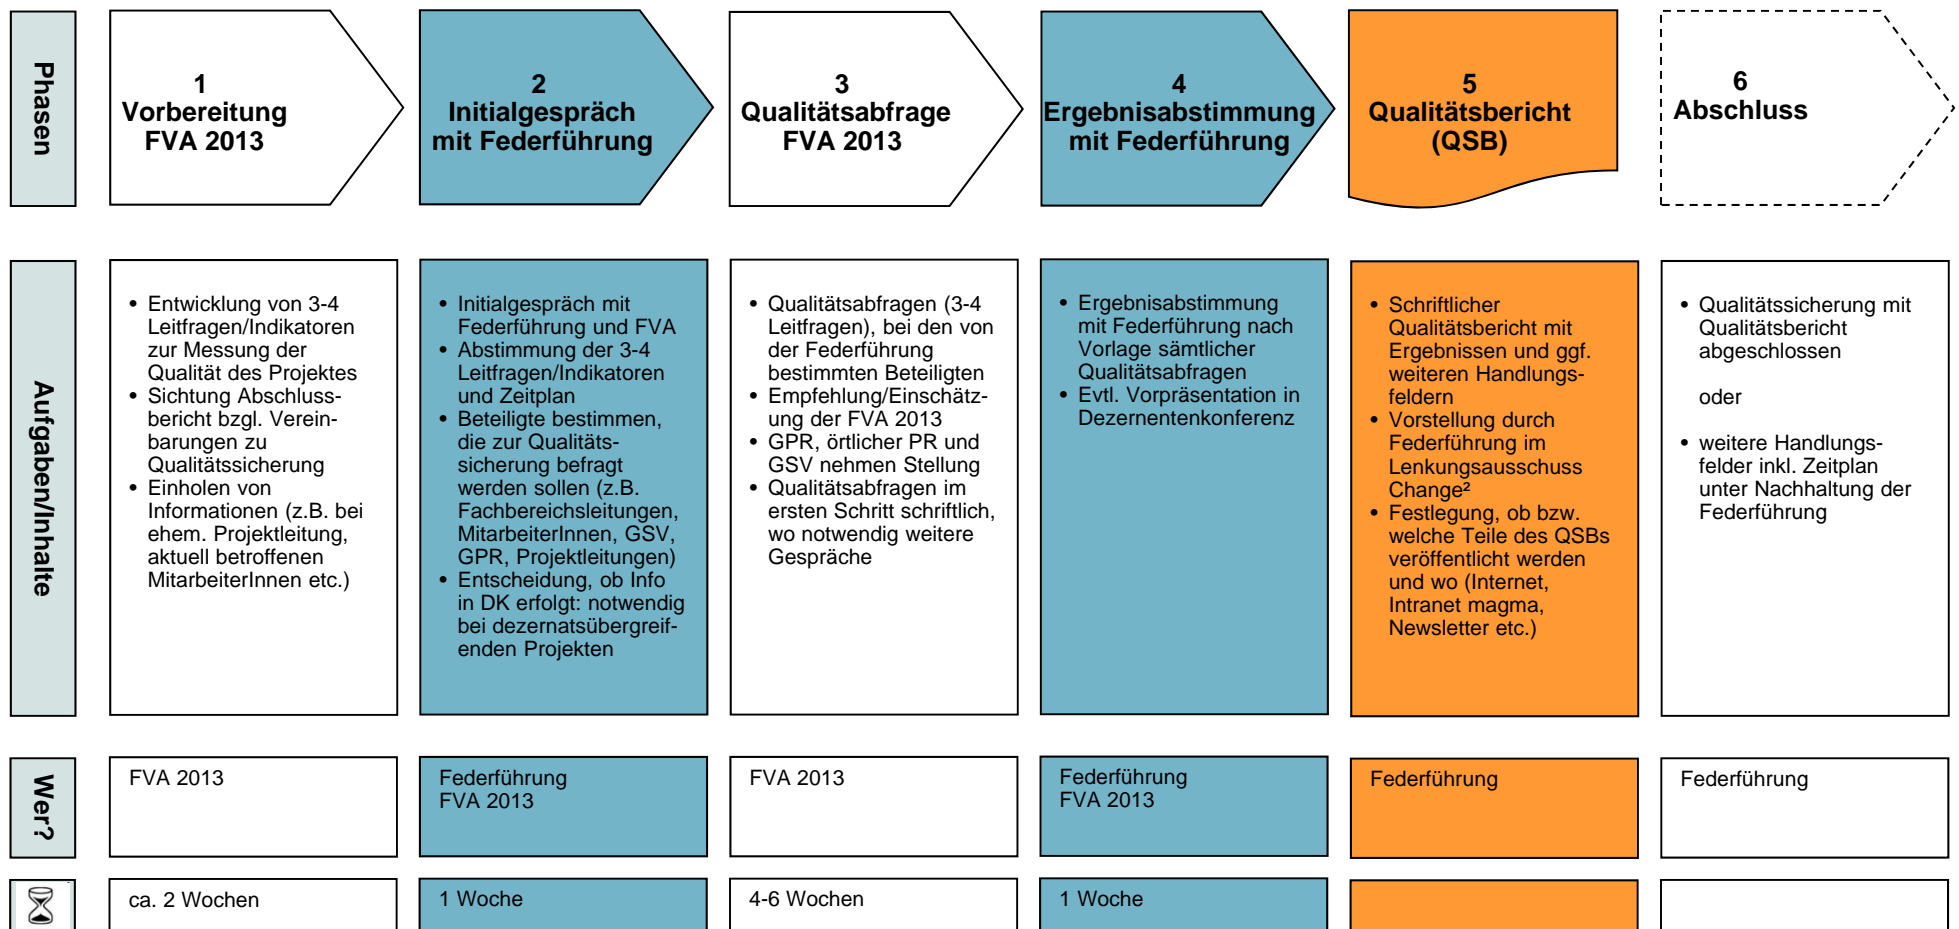 Phasen
1
Vorbereitung
FVA 2013
2
Initialgespräch
mit Federführung
3
Qualitätsabfrage
FVA 2013
4
Ergebnisabstimmung
mit Federführung
5
Qualitätsbericht
(QSB)
6
Abschluss
Aufgaben/Inhalte
• Entwicklung von 3-4
Leitfragen/Indikatoren
zur Messung der
Qualität des Projektes
• Sichtung Abschluss-
bericht bzgl. Verein-
barungen zu
Qualitätssicherung
• Einholen von
Informationen (z.B. bei
ehem. Projektleitung,
aktuell betroffenen
MitarbeiterInnen etc.)
• Initialgespräch mit
Federführung und FVA
• Abstimmung der 3-4
Leitfragen/Indikatoren
und Zeitplan
• Beteiligte bestimmen,
die zur Qualitäts-
sicherung befragt
werden sollen (z.B.
Fachbereichsleitungen,
MitarbeiterInnen, GSV,
GPR, Projektleitungen)
• Entscheidung, ob Info
in DK erfolgt: notwendig
bei dezernatsübergreif-
enden Projekten
• Qualitätsabfragen (3-4
Leitfragen), bei den von
der Federführung
bestimmten Beteiligten
• Empfehlung/Einschätz-
ung der FVA 2013
• GPR, örtlicher PR und
GSV nehmen Stellung
• Qualitätsabfragen im
ersten Schritt schriftlich,
wo notwendig weitere
Gespräche
• Ergebnisabstimmung
mit Federführung nach
Vorlage sämtlicher
Qualitätsabfragen
• Evtl. Vorpräsentation in
Dezernentenkonferenz
• Schriftlicher
Qualitätsbericht mit
Ergebnissen und ggf.
weiteren Handlungs-
feldern
• Vorstellung durch
Federführung im
Lenkungsausschuss
Change²
• Festlegung, ob bzw.
welche Teile des QSBs
veröffentlicht werden
und wo (Internet,
Intranet magma,
Newsletter etc.)
• Qualitätssicherung mit
Qualitätsbericht
abgeschlossen
oder
• weitere Handlungs-
felder inkl. Zeitplan
unter Nachhaltung der
Federführung
Wer?
FVA 2013
Federführung
FVA 2013
FVA 2013
Federführung
FVA 2013
Federführung
Federführung
ca. 2 Wochen
1 Woche
4-6 Wochen
1 Woche